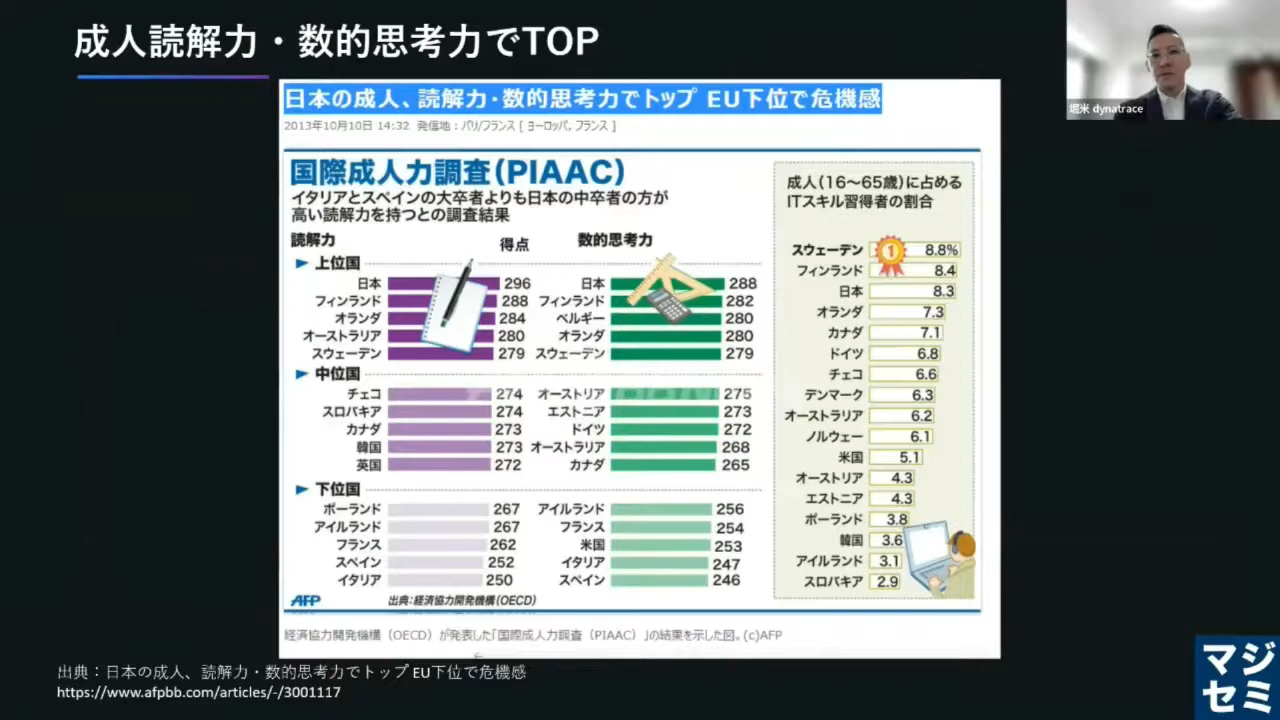 成人読解力・数的思考力でTOP
堀米 dynatrace
日本の成人、読解力・数的思考力でトップ EU下位で危機感
2013年10月10日 14:32 発信地：パリ/フランス [ ヨーロッパ, フランス ]
国際成人力調査（PIAAC）
イタリアとスペインの大卒者よりも日本の中卒者の方が
高い読解力を持つとの調査結果
読解力 得点 数的思考力
上位国
日本 296 日本 288
フィンランド 288 フィンランド 282
オランダ 284 ベルギー 280
オーストラリア 280 オランダ 280
スウェーデン 279 スウェーデン 279
中位国
チェコ 274 オーストリア 275
スロバキア 274 エストニア 273
カナダ 273 ドイツ 272
韓国 273 オーストラリア 268
英国 272 カナダ 265
下位国
ポーランド 267 アイルランド 256
アイルランド 267 フランス 254
フランス 262 米国 253
スペイン 252 イタリア 247
イタリア 250 スペイン 246
AFP 出典：経済協力開発機構（OECD）
成人（16〜65歳）に占める
ITスキル習得者の割合
スウェーデン 1 8.8%
フィンランド 8.4
日本 8.3
オランダ 7.3
カナダ 7.1
ドイツ 6.8
チェコ 6.6
デンマーク 6.3
オーストラリア 6.2
ノルウェー 6.1
米国 5.1
オーストリア 4.3
エストニア 4.3
ポーランド 3.8
韓国 3.6
アイルランド 3.1
スロバキア 2.9
経済協力開発機構（OECD）が発表した「国際成人力調査（PIAAC）」の結果を示した図。(c)AFP
出典：日本の成人、読解力・数的思考力でトップ EU下位で危機感
https://www.afpbb.com/articles/-/3001117
マジ
セミ